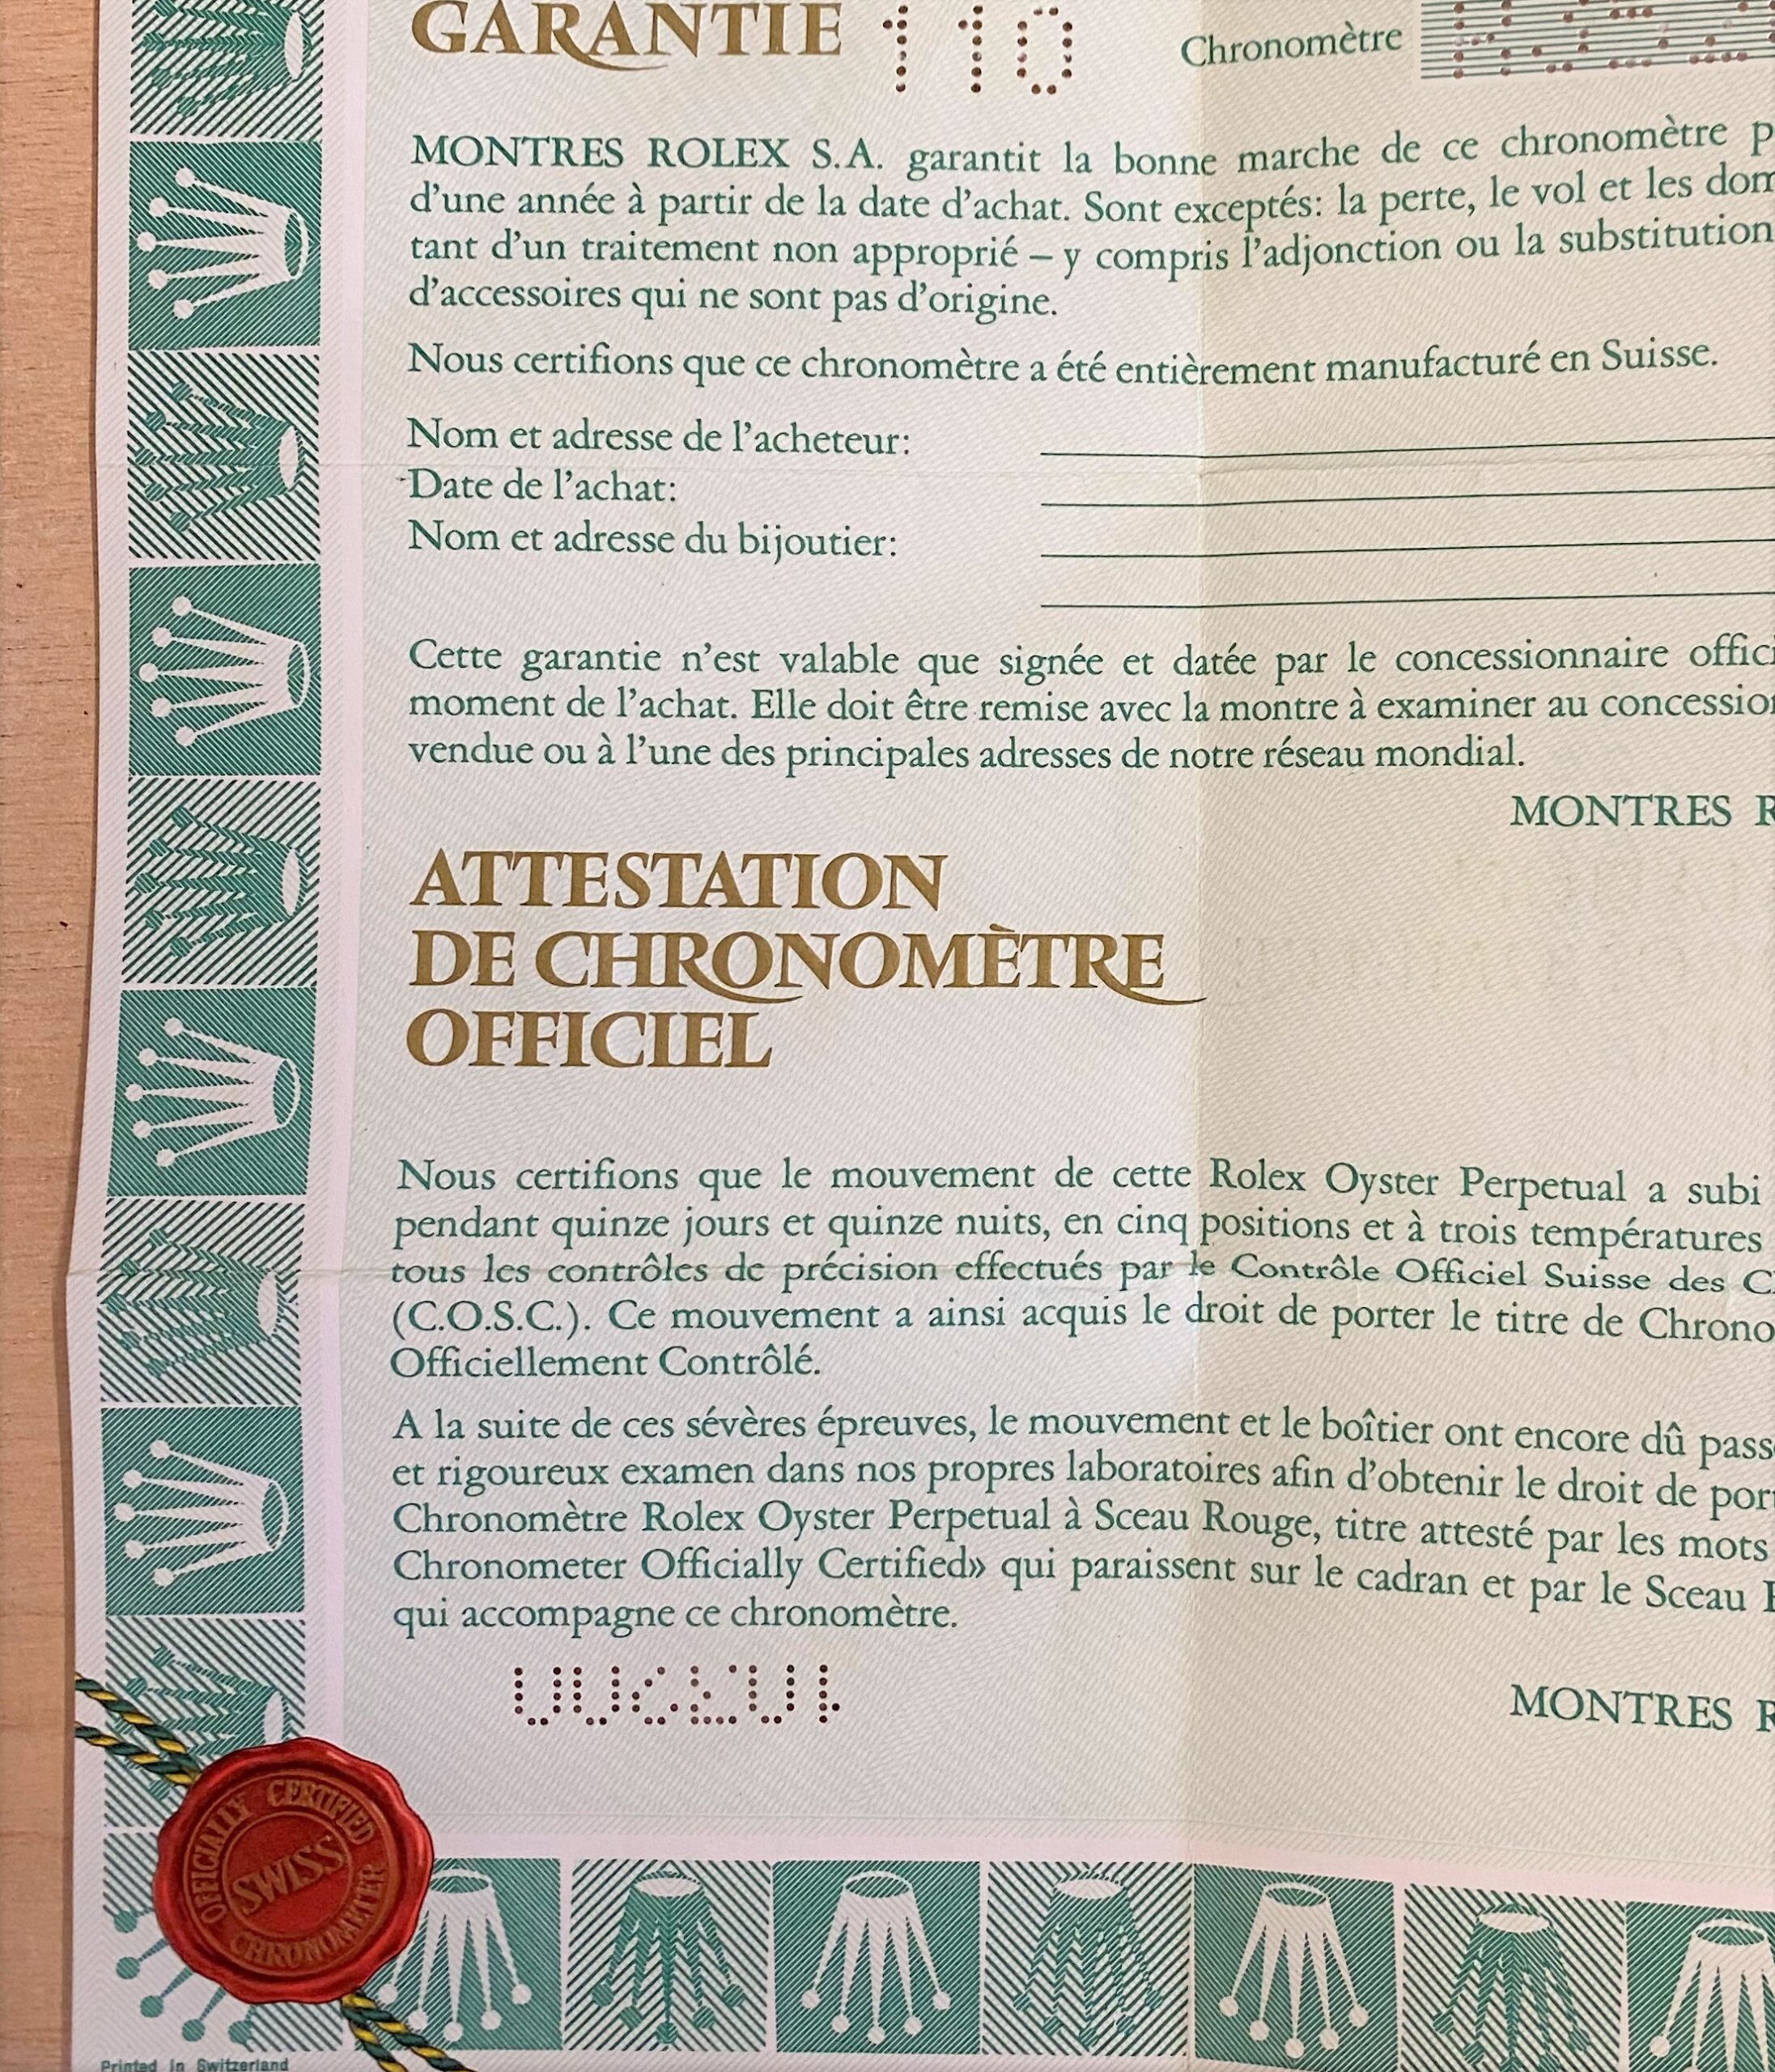 GARANTIE 110 Chronomètre
MONTRES ROLEX S.A. garantit la bonne marche de ce chronomètre p
d'une année à partir de la date d'achat. Sont exceptés: la perte, le vol et les dom
tant d'un traitement non approprié – y compris l'adjonction ou la substitution
d'accessoires qui ne sont pas d'origine.
Nous certifions que ce chronomètre a été entièrement manufacturé en Suisse.
Nom et adresse de l'acheteur:
Date de l'achat:
Nom et adresse du bijoutier:
Cette garantie n'est valable que signée et datée par le concessionnaire offici
moment de l'achat. Elle doit être remise avec la montre à examiner au concession
vendue ou à l'une des principales adresses de notre réseau mondial.
MONTRES R
ATTESTATION
DE CHRONOMÈTRE
OFFICIEL
Nous certifions que le mouvement de cette Rolex Oyster Perpetual a subi
pendant quinze jours et quinze nuits, en cinq positions et à trois températures
tous les contrôles de précision effectués par le Contrôle Officiel Suisse des C
(C.O.S.C.). Ce mouvement a ainsi acquis le droit de porter le titre de Chrono
Officiellement Contrôlé.
A la suite de ces sévères épreuves, le mouvement et le boîtier ont encore dû passe
et rigoureux examen dans nos propres laboratoires afin d'obtenir le droit de port
Chronomètre Rolex Oyster Perpetual à Sceau Rouge, titre attesté par les mots
Chronometer Officially Certified» qui paraissent sur le cadran et par le Sceau R
qui accompagne ce chronomètre.
MONTRES R
OFFICIALLY CERTIFIED
SWISS
CHRONOMETER
Printed in Switzerland